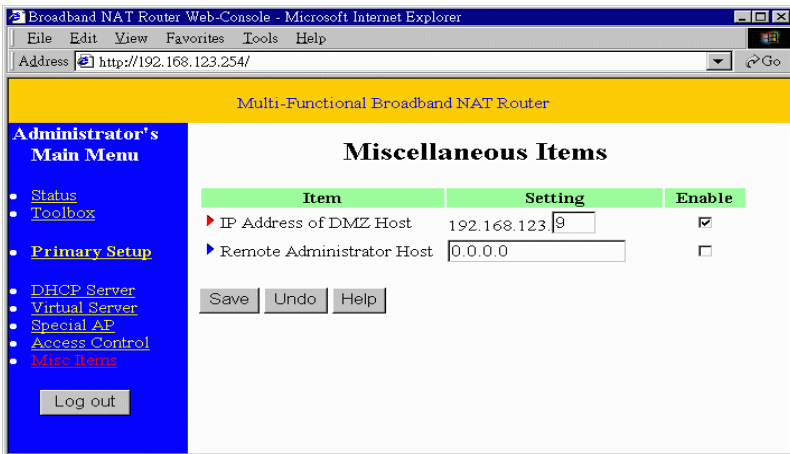 Broadband NAT Router Web-Console - Microsoft Internet Explorer
File Edit View Favorites Tools Help
Address http://192.168.123.254/ Go
Multi-Functional Broadband NAT Router
Administrator's
Main Menu
Status
Toolbox
Primary Setup
DHCP Server
Virtual Server
Special AP
Access Control
Misc Items
Log out
Miscellaneous Items
Item Setting Enable
IP Address of DMZ Host 192.168.123. 9
Remote Administrator Host 0.0.0.0
Save Undo Help